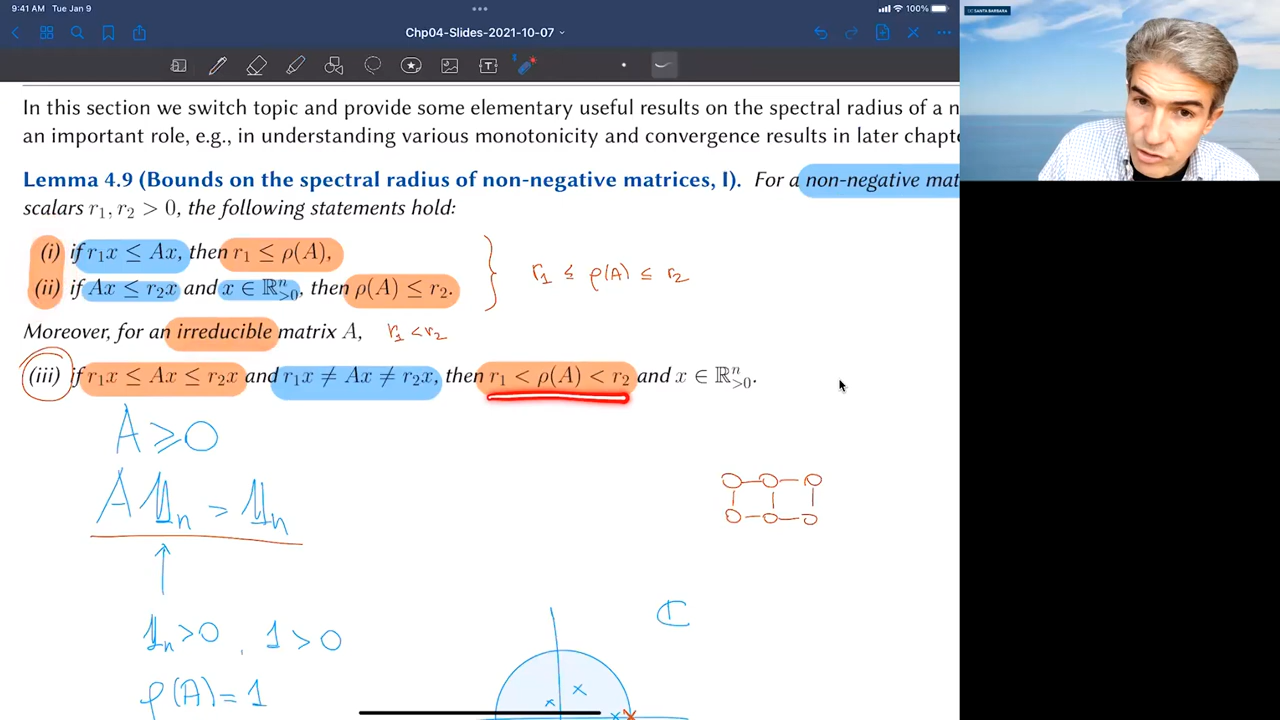 9:41 AM Tue Jan 9
100%
Chp04-Slides-2021-10-07
SANTA BARBARA
In this section we switch topic and provide some elementary useful results on the spectral radius of a n
an important role, e.g., in understanding various monotonicity and convergence results in later chapte
Lemma 4.9 (Bounds on the spectral radius of non-negative matrices, I). For a non-negative mat
scalars r₁, r₂ > 0, the following statements hold:
(i) if r₁x ≤ Ax, then r₁ ≤ ρ(A),
(ii) if Ax ≤ r₂x and x ∈ ℝⁿ>0, then ρ(A) ≤ r₂.
r₁ ≤ ρ(A) ≤ r₂
Moreover, for an irreducible matrix A, r₁ < r₂
(iii) if r₁x ≤ Ax ≤ r₂x and r₁x ≠ Ax ≠ r₂x, then r₁ < ρ(A) < r₂ and x ∈ ℝⁿ>0.
A ≥ 0
A 𝟙n = 𝟙n
𝟙n > 0, 1 > 0
ρ(A) = 1
ℂ